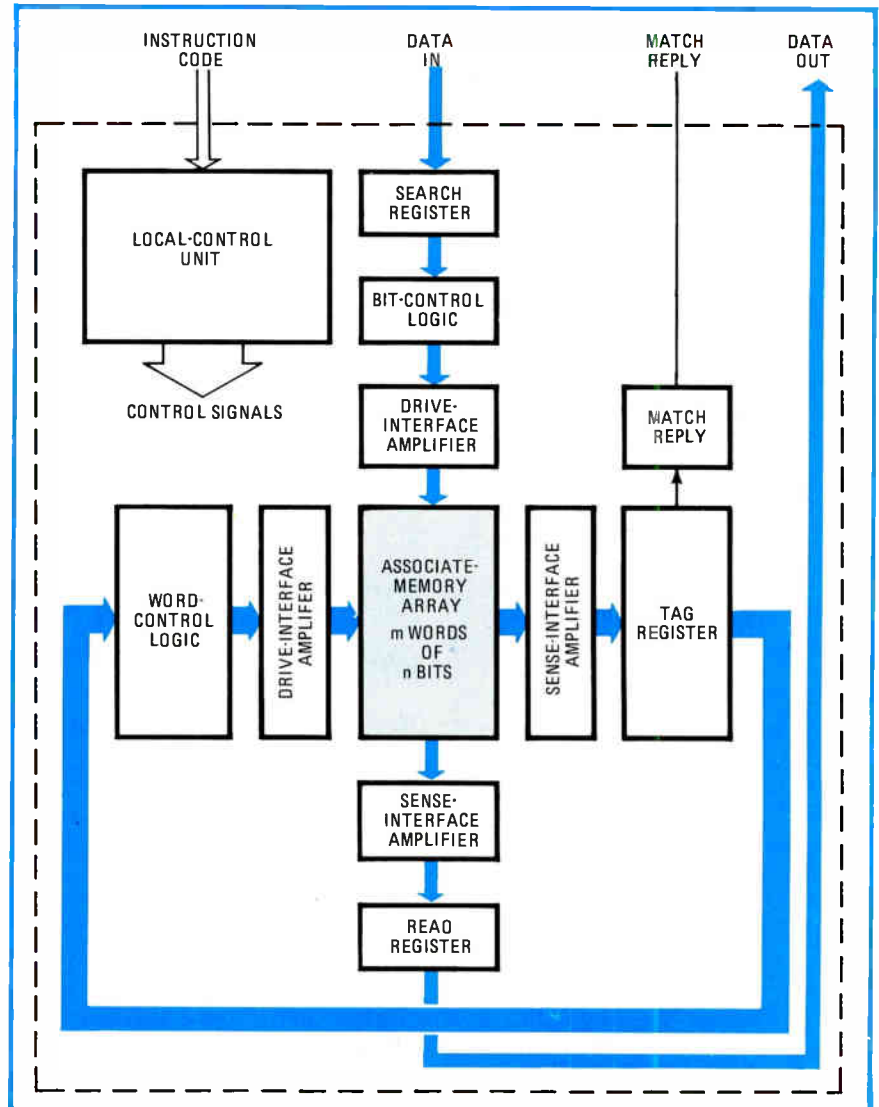 INSTRUCTION
CODE
DATA
IN
MATCH
REPLY
DATA
OUT
LOCAL-CONTROL
UNIT
CONTROL SIGNALS
SEARCH
REGISTER
BIT-CONTROL
LOGIC
DRIVE-
INTERFACE
AMPLIFIER
MATCH
REPLY
WORD-
CONTROL
LOGIC
DRIVE-INTERFACE
AMPLIFER
ASSOCIATE-
MEMORY
ARRAY
m WORDS
OF
n BITS
SENSE-INTERFACE
AMPLIFIER
TAG
REGISTER
SENSE-
INTERFACE
AMPLIFIER
READ
REGISTER